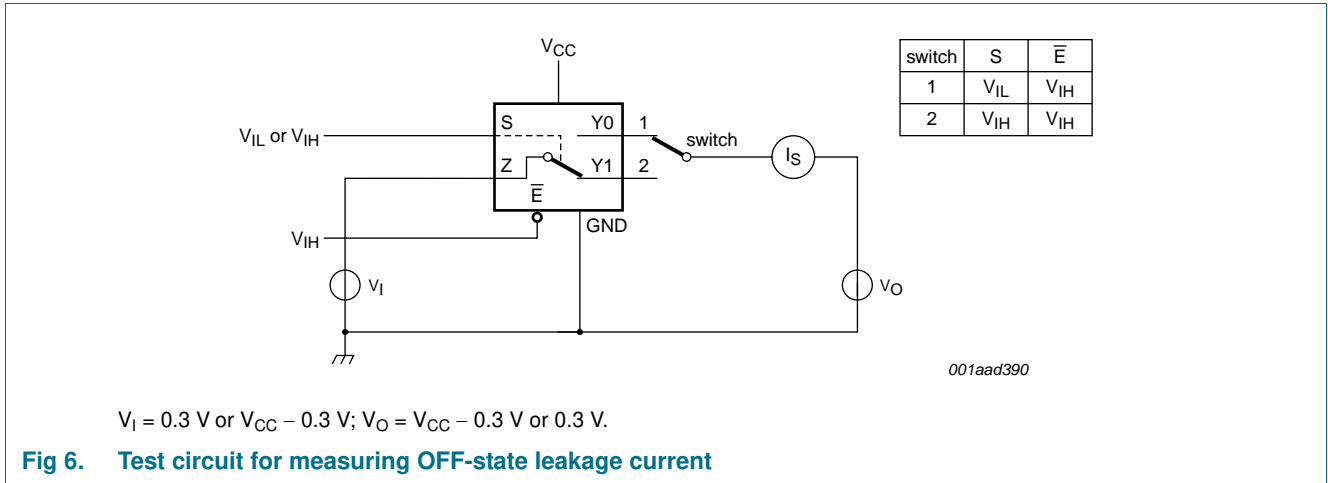 VCC
switch S E̅
1 VIL VIH
2 VIH VIH
S Y0 1
VIL or VIH
switch
IS
Z Y1 2
E̅
GND
VIH
VI
VO
001aad390
VI = 0.3 V or VCC − 0.3 V; VO = VCC − 0.3 V or 0.3 V.
Fig 6. Test circuit for measuring OFF-state leakage current